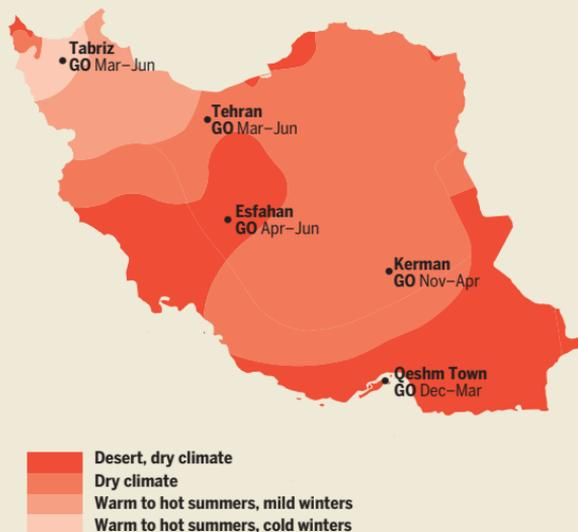 Tabriz
GO Mar–Jun
Tehran
GO Mar–Jun
Esfahan
GO Apr–Jun
Kerman
GO Nov–Apr
Qeshm Town
GO Dec–Mar
Desert, dry climate
Dry climate
Warm to hot summers, mild winters
Warm to hot summers, cold winters